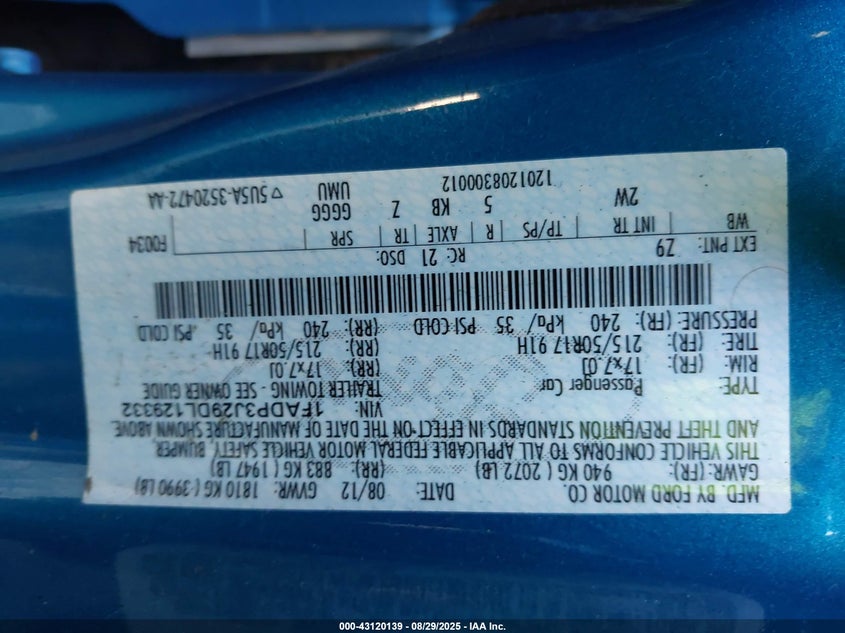 MFD. BY FORD MOTOR CO.
DATE: 08/12 GVWR: 1810 KG ( 3990 LB)
GAWR: (FR): 940 KG ( 2072 LB) (RR): 883 KG ( 1947 LB)
THIS VEHICLE CONFORMS TO ALL APPLICABLE FEDERAL MOTOR VEHICLE SAFETY, BUMPER,
AND THEFT PREVENTION STANDARDS IN EFFECT ON THE DATE OF MANUFACTURE SHOWN ABOVE.
VIN: 1FADP3J29DL129332
TYPE: Passenger Car TRAILER TOWING - SEE OWNER GUIDE
RIM: (FR): 17x7.0J (RR): 17x7.0J
TIRE: (FR): 215/50R17 91H (RR): 215/50R17 91H
PRESSURE: (FR): 240 kPa/ 35 PSI COLD (RR): 240 kPa/ 35 PSI COLD
EXT PNT: Z9 RC: 21 DSO: F0034
WB INT TR TP/PS R AXLE TR SPR
2W 5 KB Z GGGG
UMU
1201208300012 ▽5U5A-3520472-AA
000-43120139 - 08/29/2025 - IAA Inc.